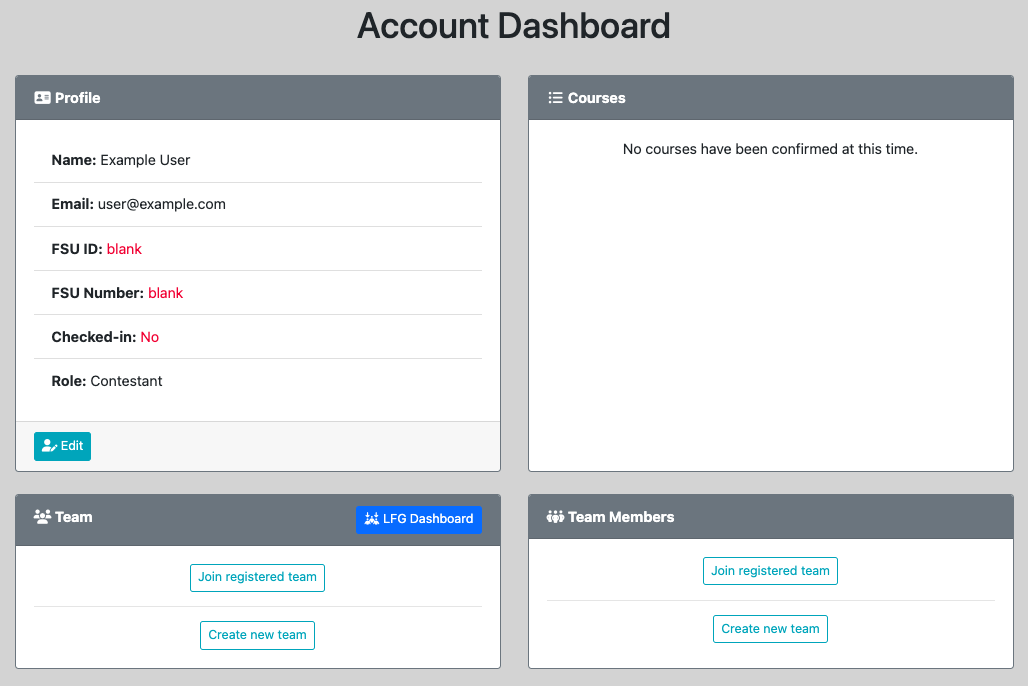 Account Dashboard
Profile
Name: Example User
Email: user@example.com
FSU ID: blank
FSU Number: blank
Checked-in: No
Role: Contestant
Edit
Courses
No courses have been confirmed at this time.
Team
LFG Dashboard
Join registered team
Create new team
Team Members
Join registered team
Create new team